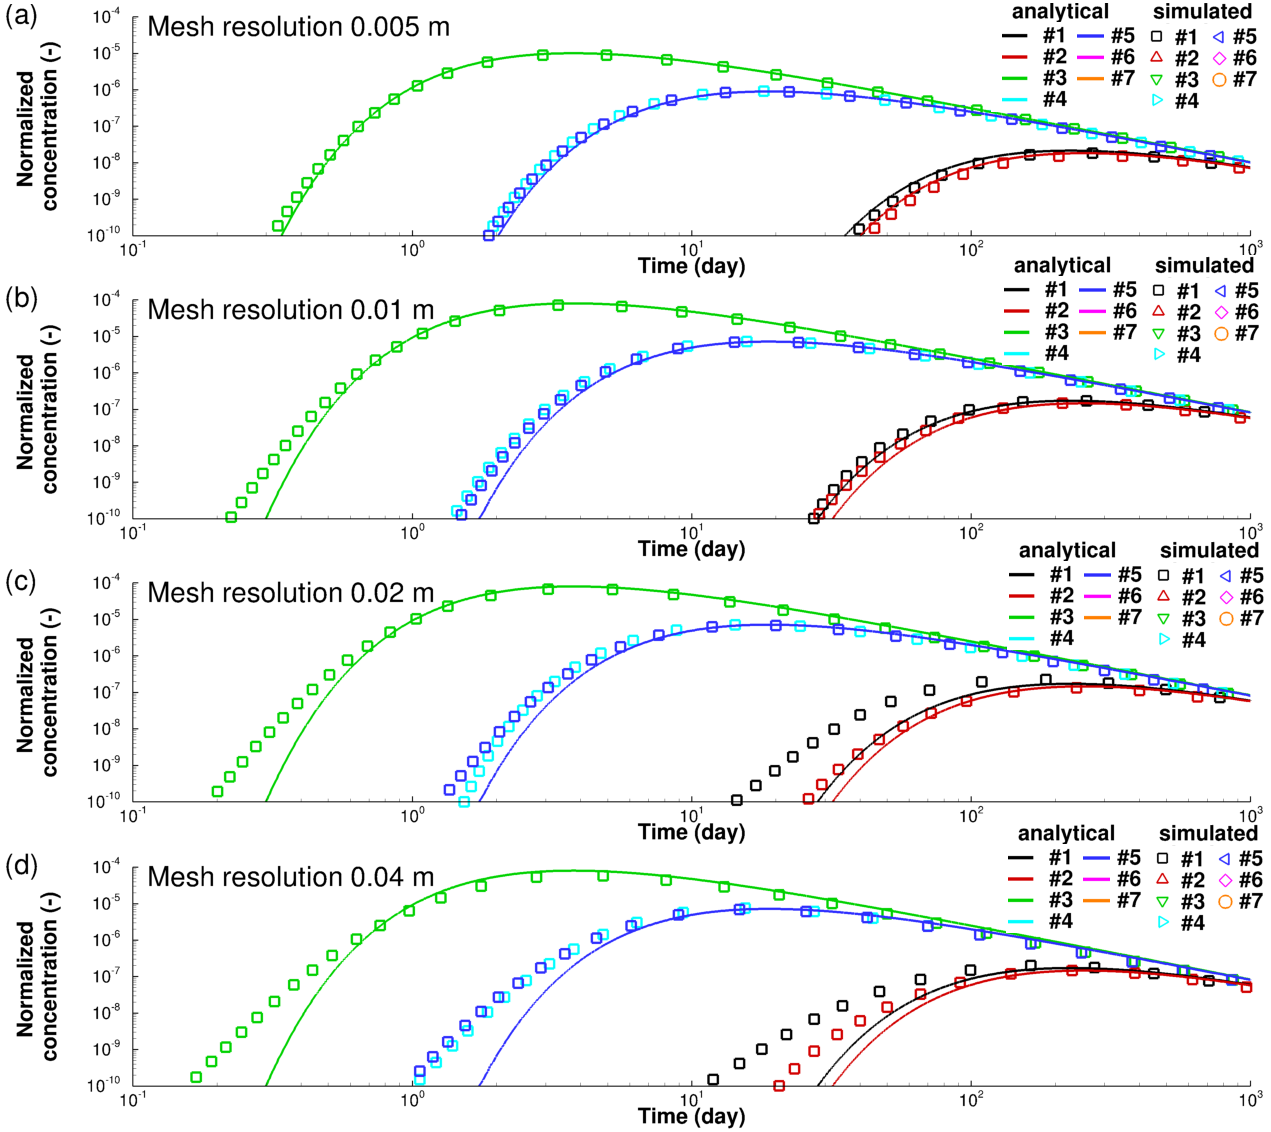 (a)
Mesh resolution 0.005 m
analytical simulated
#1 #5 #1 #5
#2 #6 #2 #6
#3 #7 #3 #7
#4 #4
Normalized
concentration (-)
10-4
10-5
10-6
10-7
10-8
10-9
10-10
10-1 100 101 102 103
Time (day)
(b)
Mesh resolution 0.01 m
analytical simulated
#1 #5 #1 #5
#2 #6 #2 #6
#3 #7 #3 #7
#4 #4
Normalized
concentration (-)
10-4
10-5
10-6
10-7
10-8
10-9
10-10
10-1 100 101 102 103
Time (day)
(c)
Mesh resolution 0.02 m
analytical simulated
#1 #5 #1 #5
#2 #6 #2 #6
#3 #7 #3 #7
#4 #4
Normalized
concentration (-)
10-4
10-5
10-6
10-7
10-8
10-9
10-10
10-1 100 101 102 103
Time (day)
(d)
Mesh resolution 0.04 m
analytical simulated
#1 #5 #1 #5
#2 #6 #2 #6
#3 #7 #3 #7
#4 #4
Normalized
concentration (-)
10-4
10-5
10-6
10-7
10-8
10-9
10-10
10-1 100 101 102 103
Time (day)